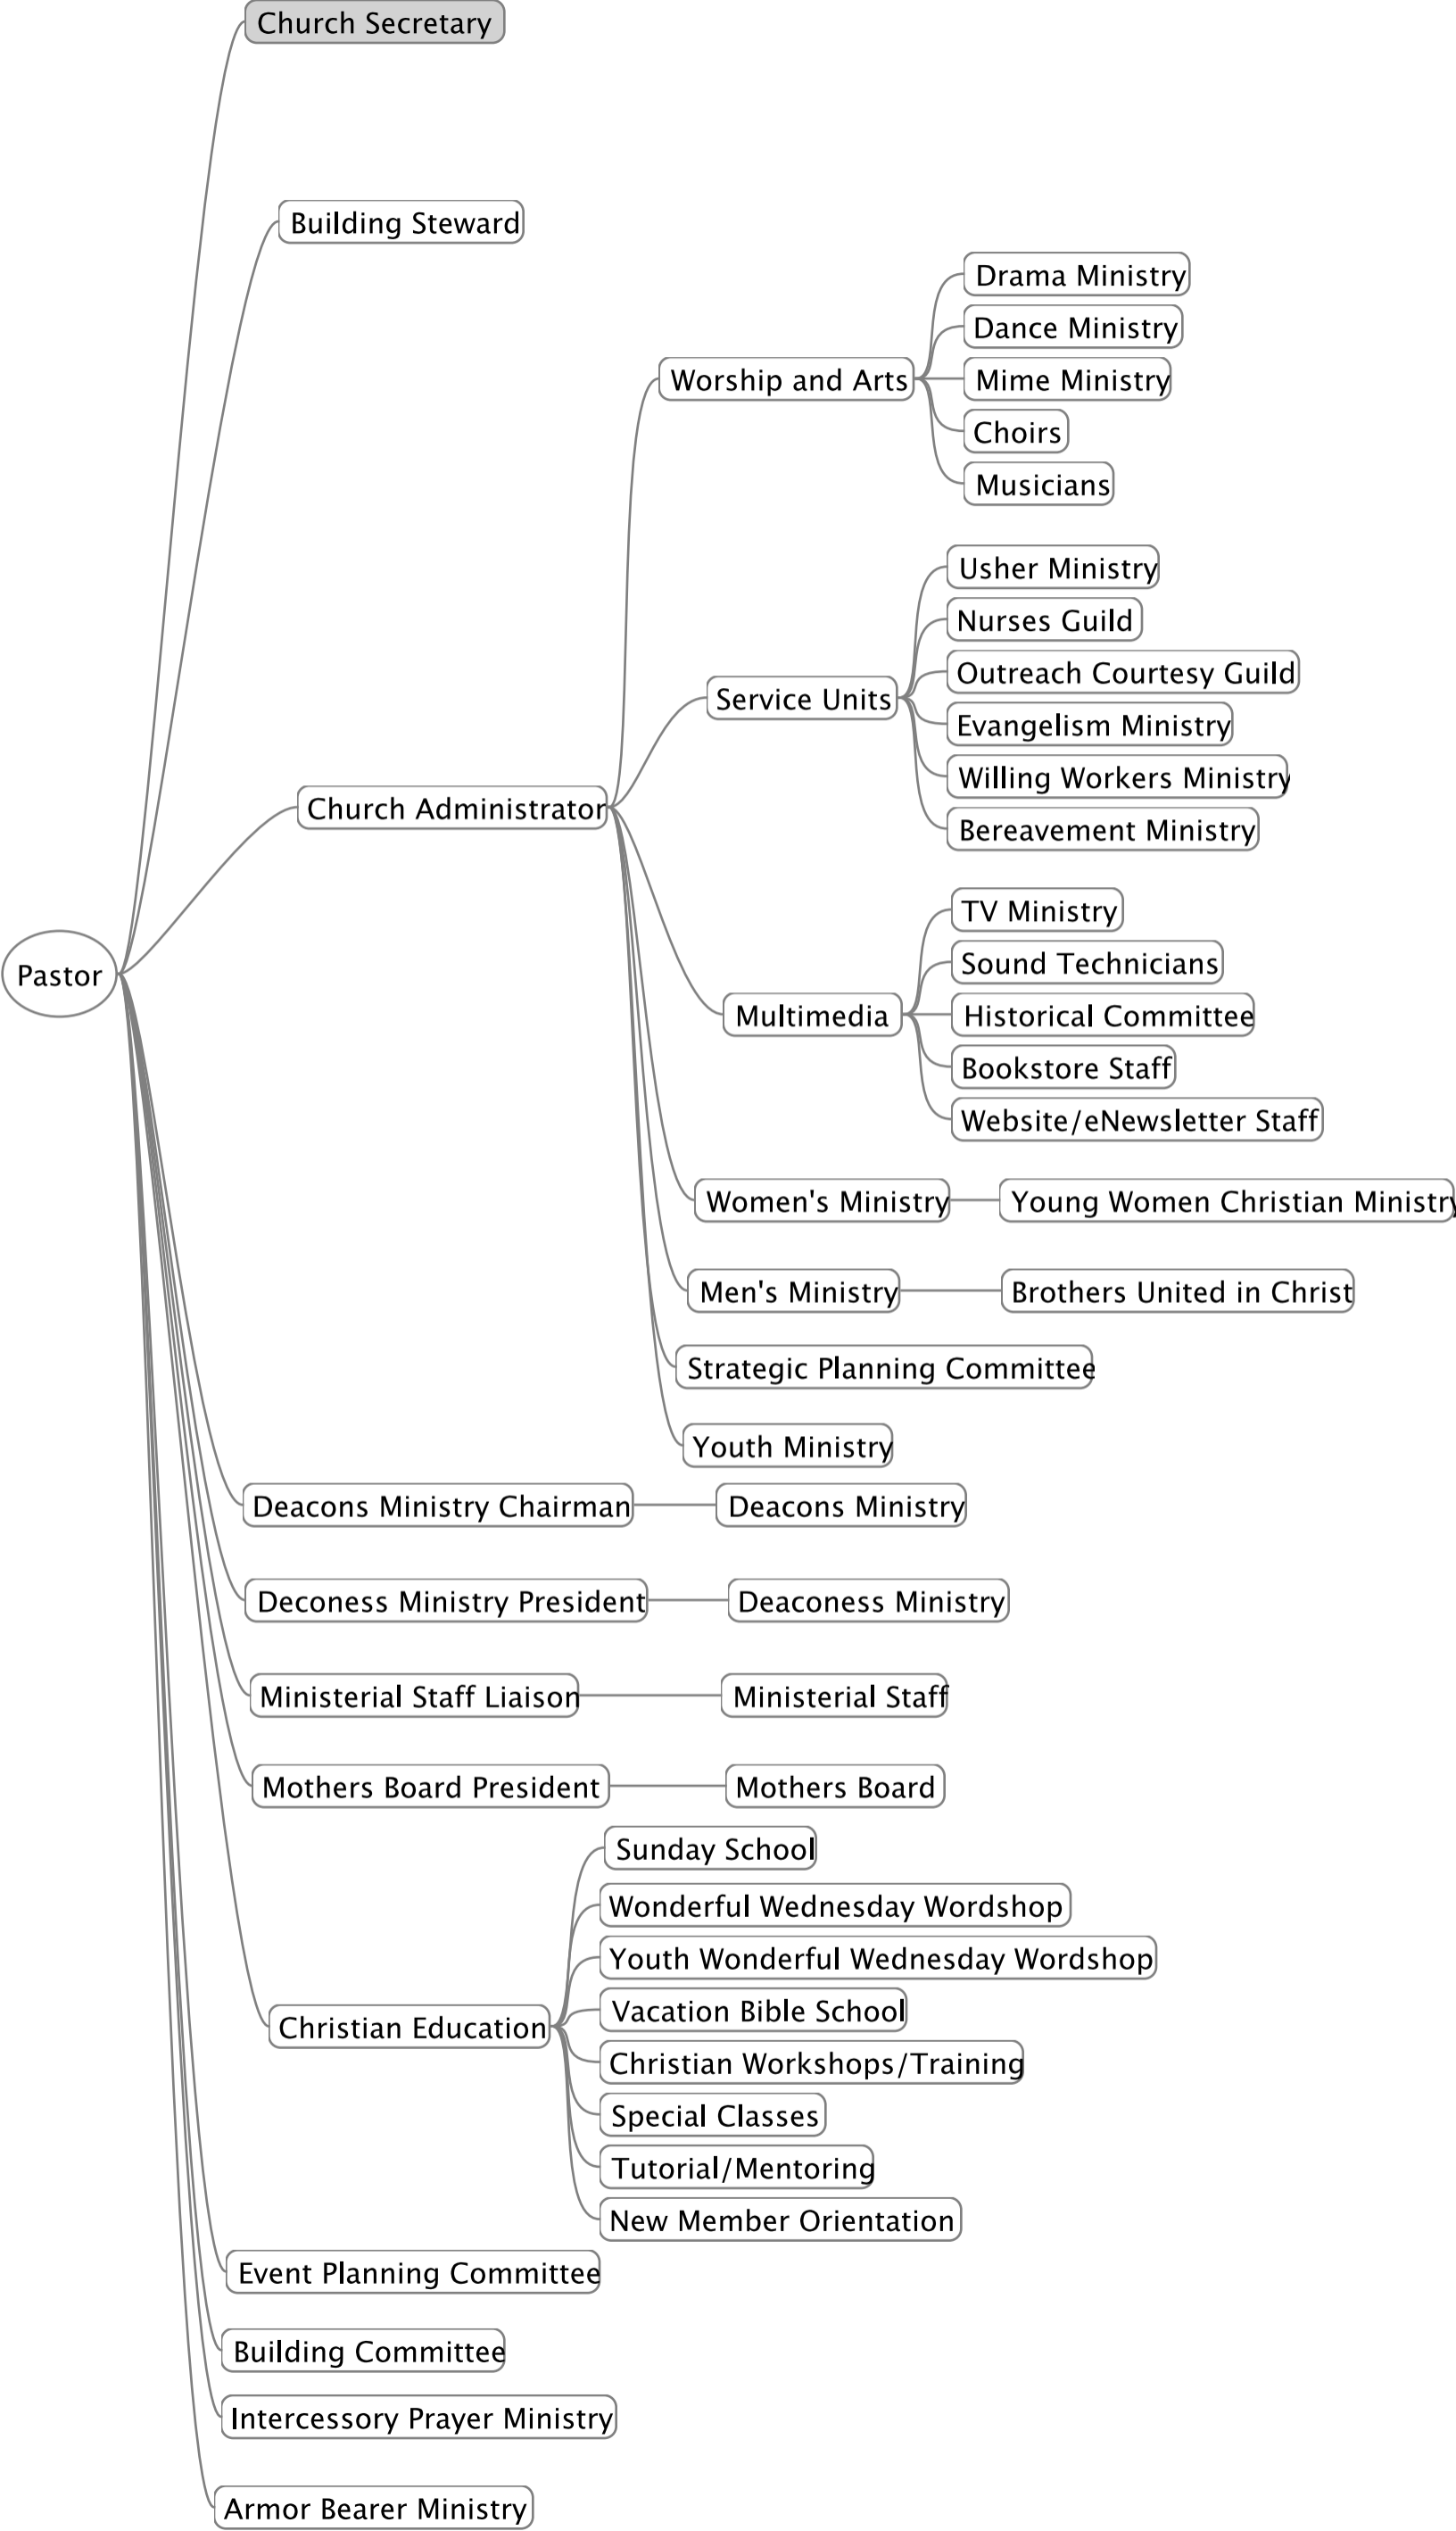 Church Secretary
Building Steward
Drama Ministry
Dance Ministry
Worship and Arts
Mime Ministry
Choirs
Musicians
Usher Ministry
Nurses Guild
Outreach Courtesy Guild
Service Units
Evangelism Ministry
Willing Workers Ministry
Church Administrator
Bereavement Ministry
TV Ministry
Sound Technicians
Pastor
Multimedia
Historical Committee
Bookstore Staff
Website/eNewsletter Staff
Women's Ministry
Young Women Christian Ministry
Men's Ministry
Brothers United in Christ
Strategic Planning Committee
Youth Ministry
Deacons Ministry Chairman
Deacons Ministry
Deconess Ministry President
Deaconess Ministry
Ministerial Staff Liaison
Ministerial Staff
Mothers Board President
Mothers Board
Sunday School
Wonderful Wednesday Wordshop
Youth Wonderful Wednesday Wordshop
Vacation Bible School
Christian Education
Christian Workshops/Training
Special Classes
Tutorial/Mentoring
New Member Orientation
Event Planning Committee
Building Committee
Intercessory Prayer Ministry
Armor Bearer Ministry